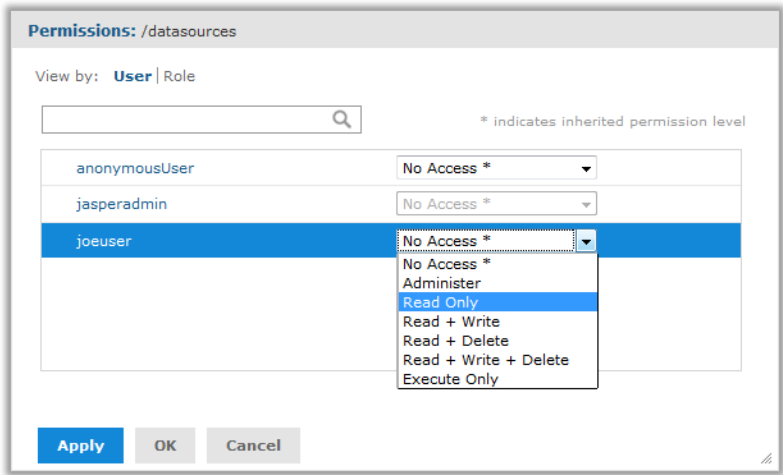 Permissions: /datasources
View by: User | Role
* indicates inherited permission level
anonymousUser No Access *
jasperadmin No Access *
joeuser No Access *
No Access *
Administer
Read Only
Read + Write
Read + Delete
Read + Write + Delete
Execute Only
Apply OK Cancel